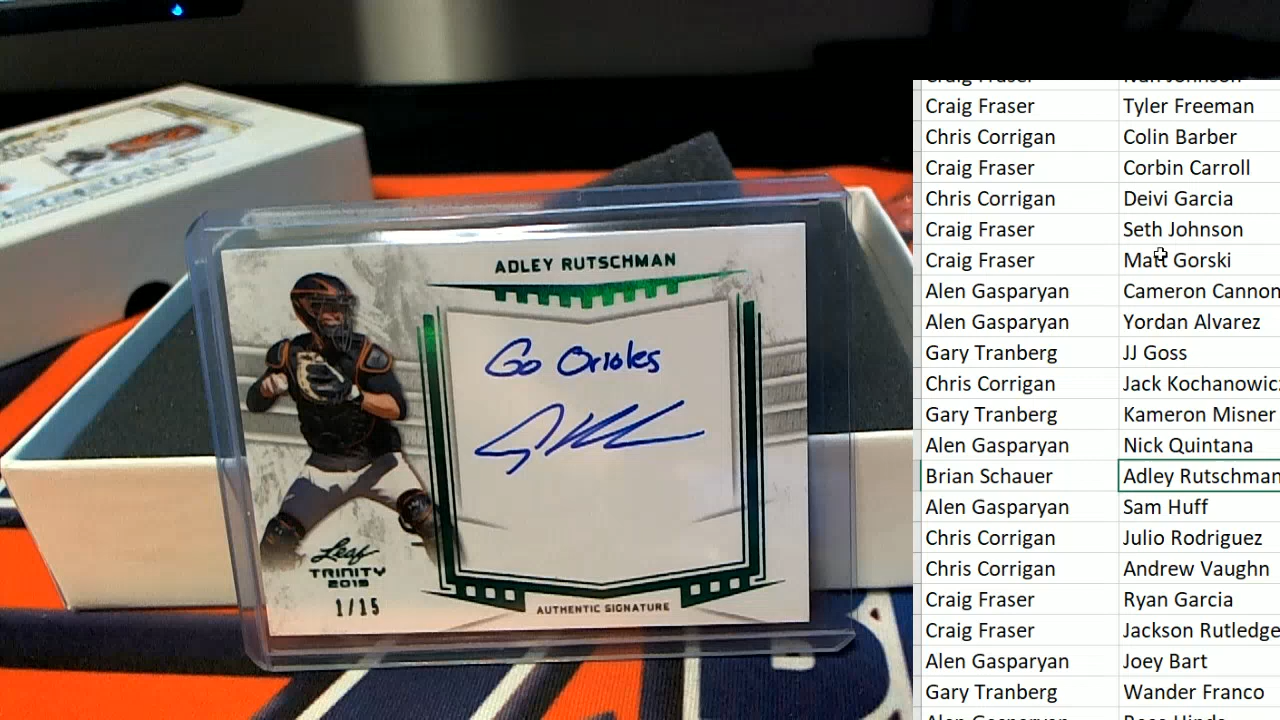 ADLEY RUTSCHMAN
Go Orioles
Leaf
TRINITY
2019
1/15
AUTHENTIC SIGNATURE
Craig Fraser Ivan Johnson
Craig Fraser Tyler Freeman
Chris Corrigan Colin Barber
Craig Fraser Corbin Carroll
Chris Corrigan Deivi Garcia
Craig Fraser Seth Johnson
Craig Fraser Matt Gorski
Alen Gasparyan Cameron Cannon
Alen Gasparyan Yordan Alvarez
Gary Tranberg JJ Goss
Chris Corrigan Jack Kochanowic
Gary Tranberg Kameron Misner
Alen Gasparyan Nick Quintana
Brian Schauer Adley Rutschman
Alen Gasparyan Sam Huff
Chris Corrigan Julio Rodriguez
Chris Corrigan Andrew Vaughn
Craig Fraser Ryan Garcia
Craig Fraser Jackson Rutledge
Alen Gasparyan Joey Bart
Gary Tranberg Wander Franco